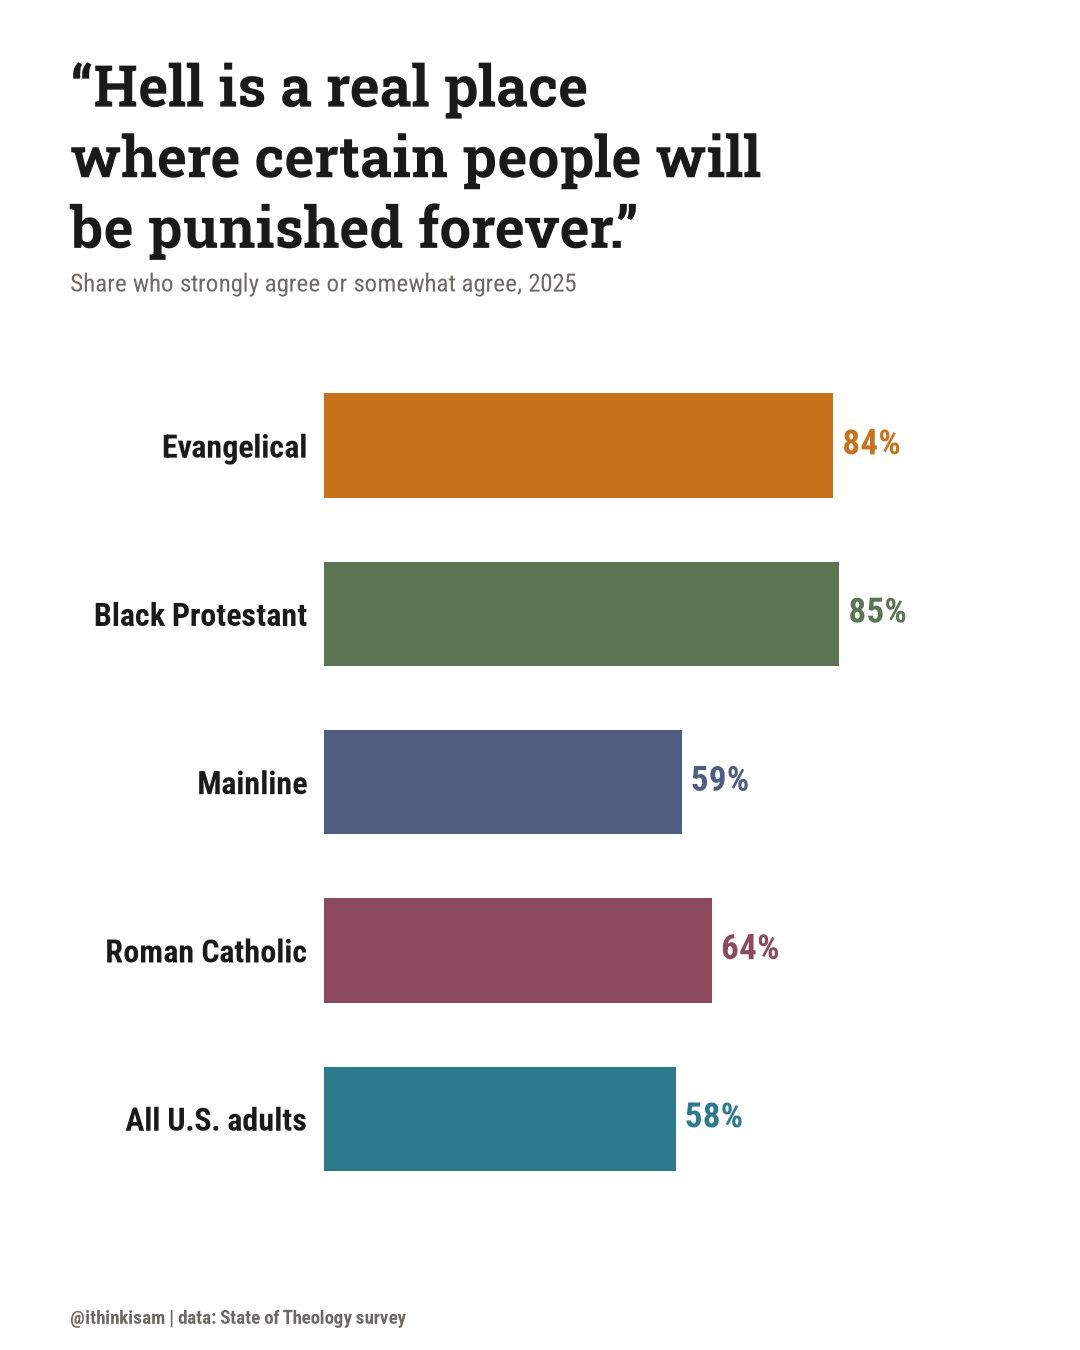 “Hell is a real place
where certain people will
be punished forever.”
Share who strongly agree or somewhat agree, 2025
Evangelical 84%
Black Protestant 85%
Mainline 59%
Roman Catholic 64%
All U.S. adults 58%
@ithinkisam | data: State of Theology survey